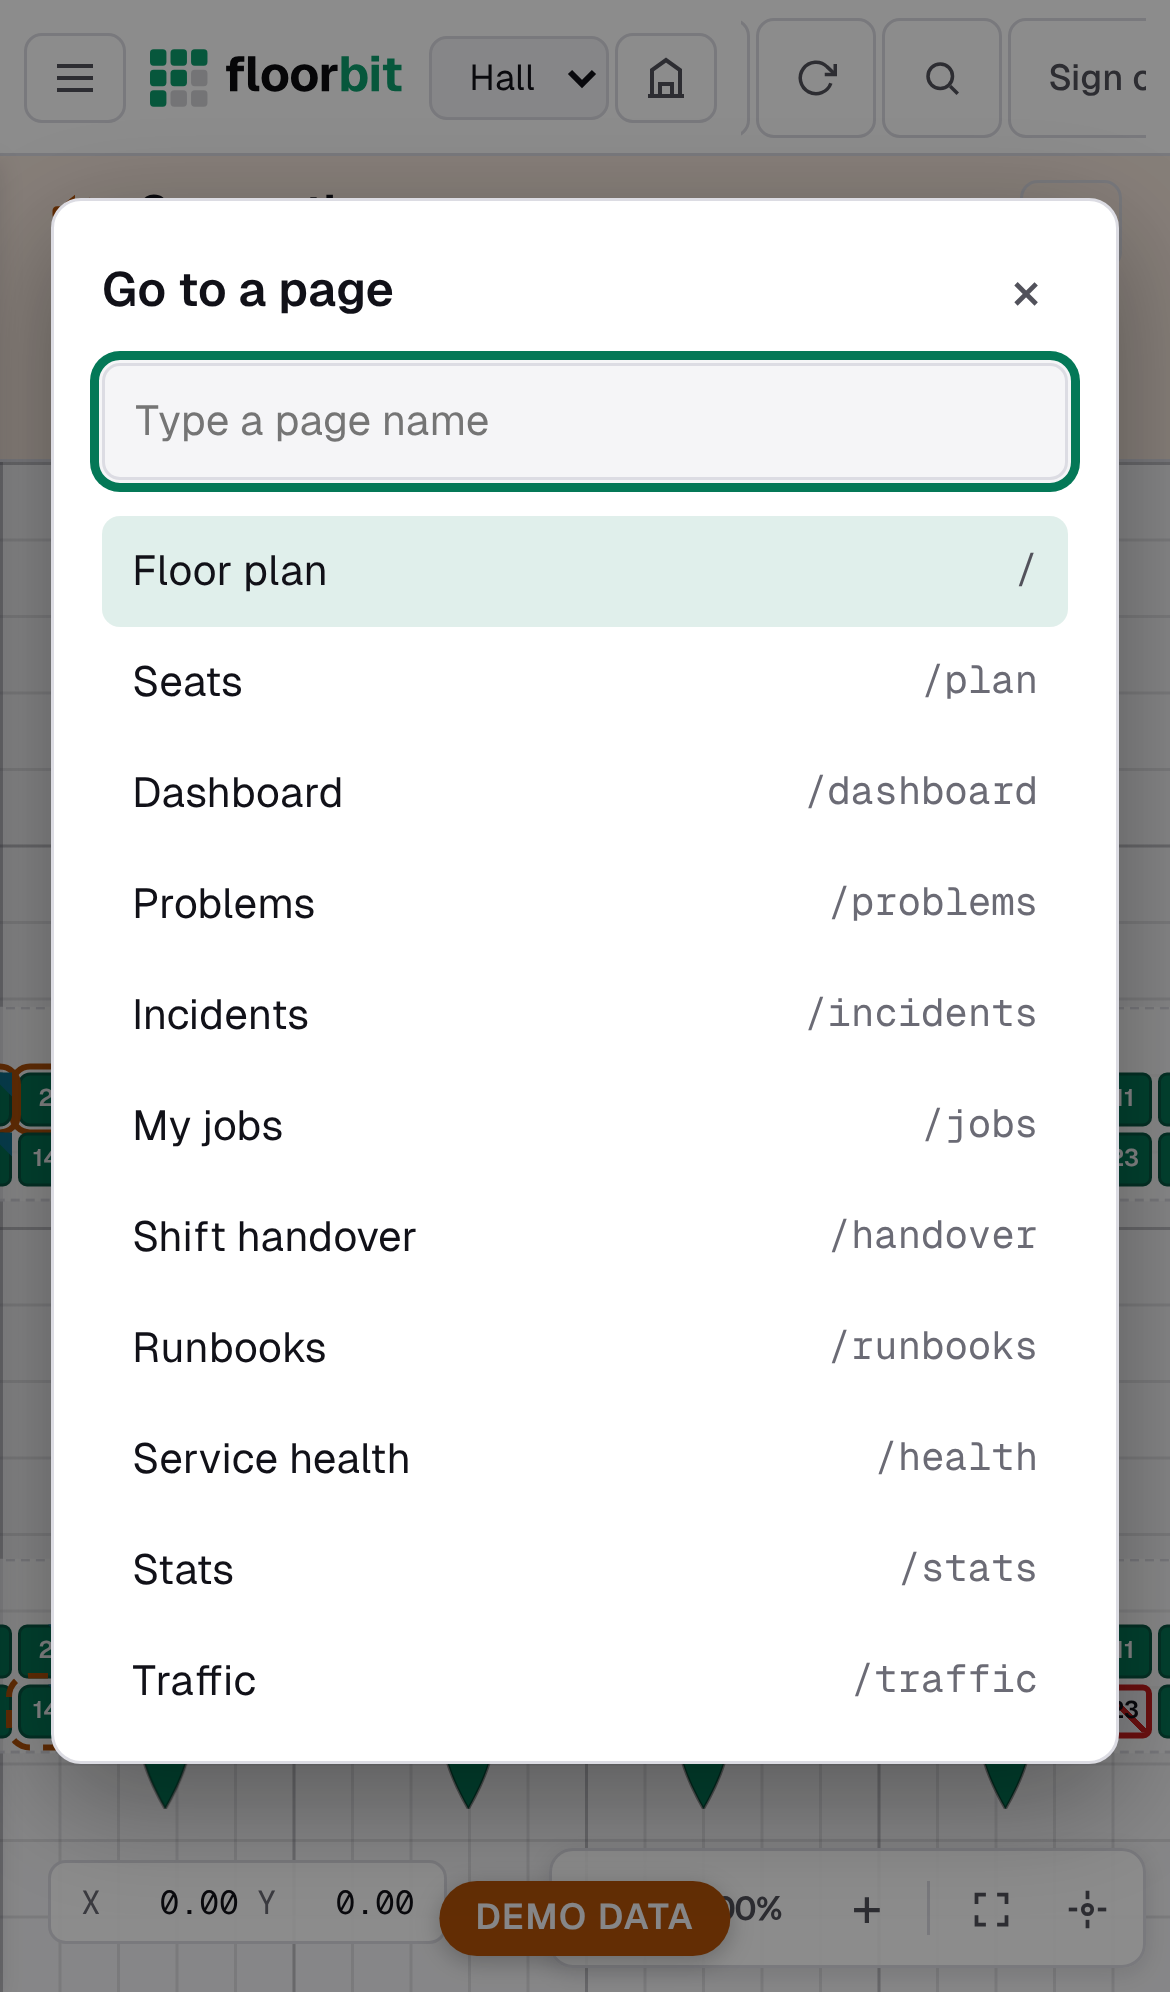 floorbit
Hall
Sign
Go to a page
×
Type a page name
Floor plan /
Seats /plan
Dashboard /dashboard
Problems /problems
Incidents /incidents
My jobs /jobs
Shift handover /handover
Runbooks /runbooks
Service health /health
Stats /stats
Traffic /traffic
X 0.00 Y 0.00
DEMO DATA
+